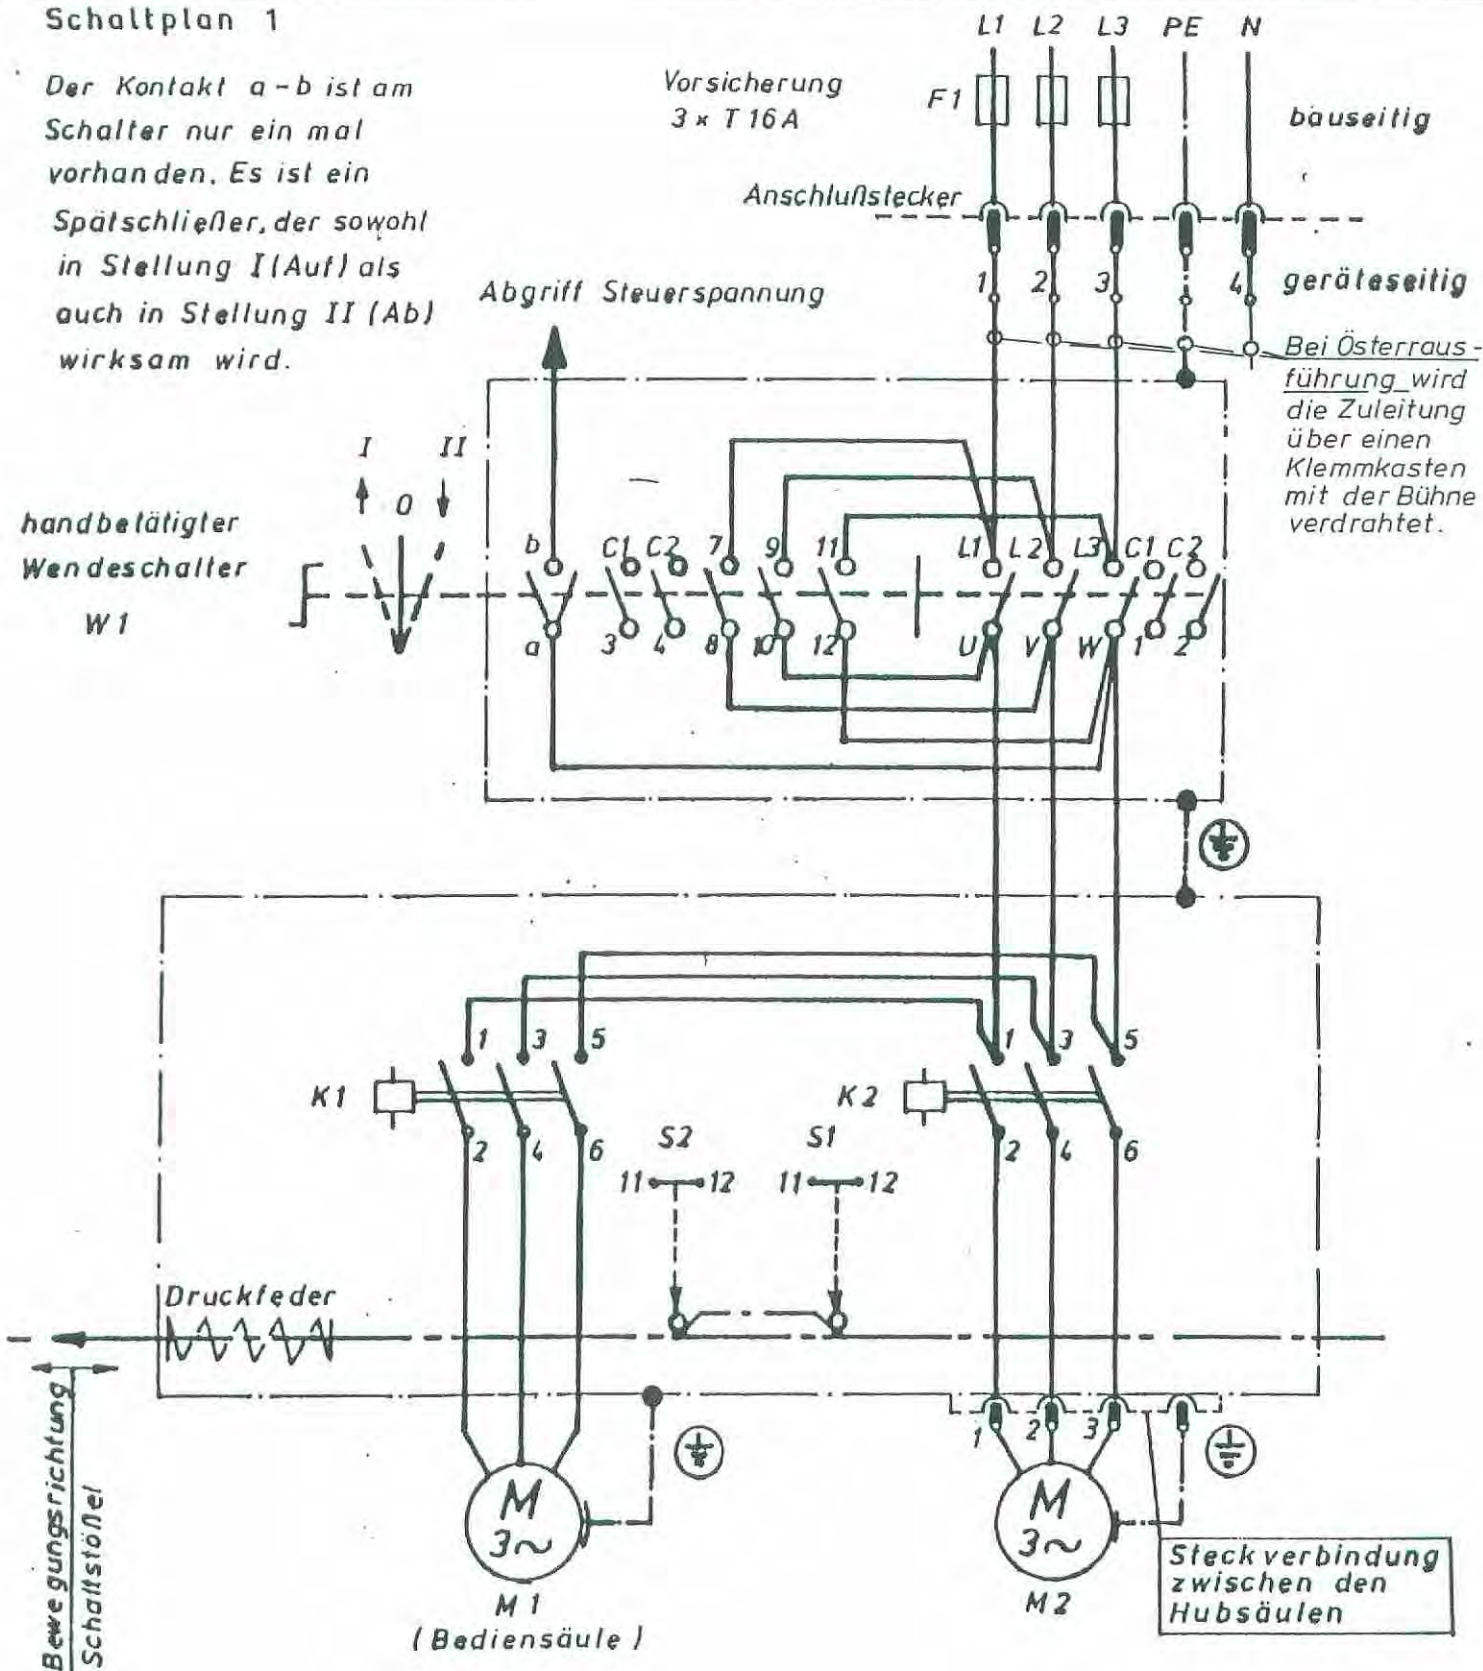 Schaltplan 1
Der Kontakt a-b ist am
Schalter nur ein mal
vorhanden. Es ist ein
Spätschließer, der sowohl
in Stellung I (Auf) als
auch in Stellung II (Ab)
wirksam wird.
L1 L2 L3 PE N
Vorsicherung
3 x T 16 A
F1
bauseitig
Anschlußstecker
1 2 3 4
geräteseitig
Abgriff Steuerspannung
Bei Österraus-
führung wird
die Zuleitung
über einen
Klemmkasten
mit der Bühne
verdrahtet.
I 0 II
handbetätigter
Wendeschalter
W1
b C1 C2 7 9 11 L1 L2 L3 C1 C2
a 3 4 8 10 12 U V W 1 2
1 3 5 1 3 5
K1 K2
2 4 6 2 4 6
S2 S1
11 12 11 12
Druckfeder
Bewegungsrichtung
Schaltstößel
1 2 3
M
3~
M1
(Bediensäule)
M
3~
M2
Steckverbindung
zwischen den
Hubsäulen